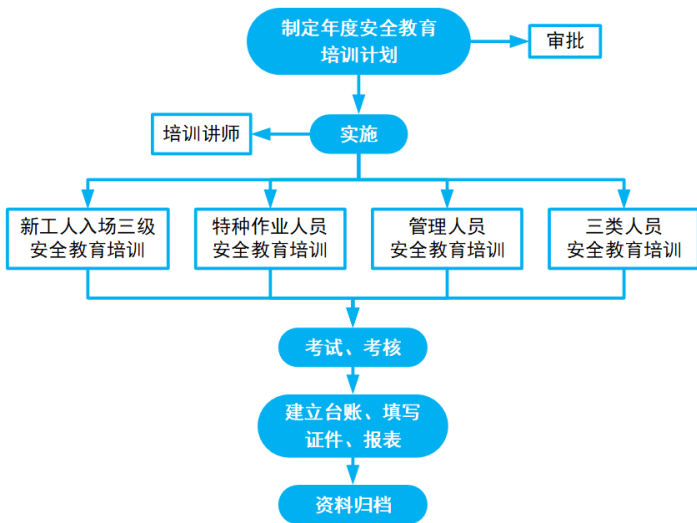 制定年度安全教育
培训计划
审批
培训讲师
实施
新工人入场三级
安全教育培训
特种作业人员
安全教育培训
管理人员
安全教育培训
三类人员
安全教育培训
考试、考核
建立台账、填写
证件、报表
资料归档